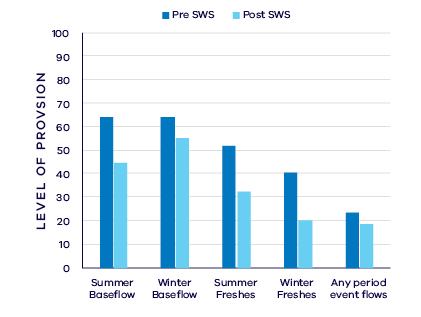 Pre SWS Post SWS
100
90
80
70
60
50
40
30
20
10
0
LEVEL OF PROVSION
Summer Baseflow
Winter Baseflow
Summer Freshes
Winter Freshes
Any period event flows